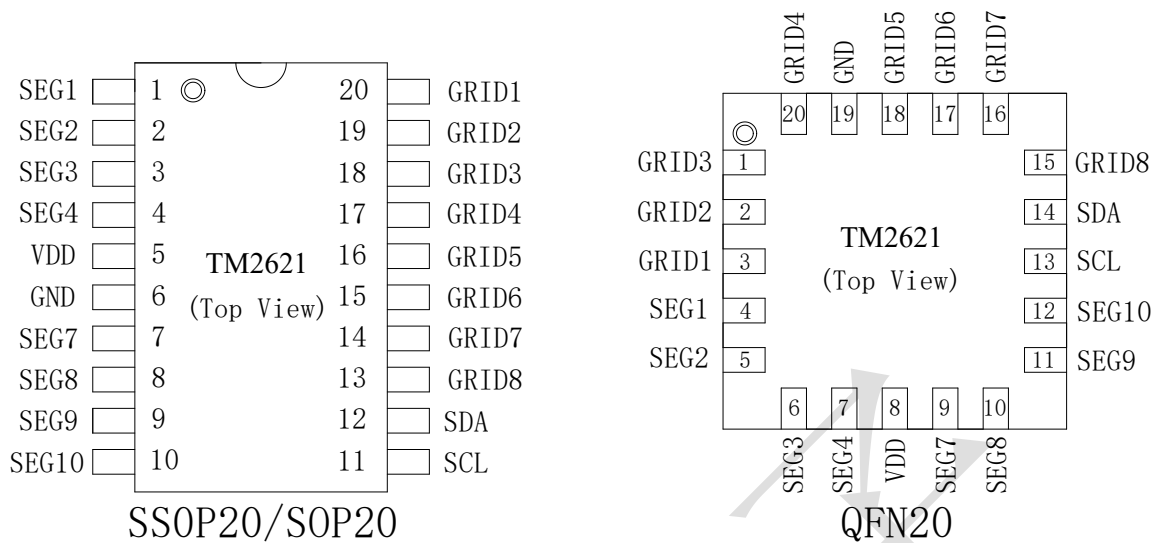 SEG1 1 20 GRID1
SEG2 2 19 GRID2
SEG3 3 18 GRID3
SEG4 4 17 GRID4
VDD 5 16 GRID5
GND 6 15 GRID6
SEG7 7 14 GRID7
SEG8 8 13 GRID8
SEG9 9 12 SDA
SEG10 10 11 SCL
TM2621
(Top View)
SSOP20/SOP20
GRID4 GND GRID5 GRID6 GRID7
20 19 18 17 16
GRID3 1 15 GRID8
GRID2 2 14 SDA
GRID1 3 13 SCL
SEG1 4 12 SEG10
SEG2 5 11 SEG9
TM2621
(Top View)
6 7 8 9 10
SEG3 SEG4 VDD SEG7 SEG8
QFN20